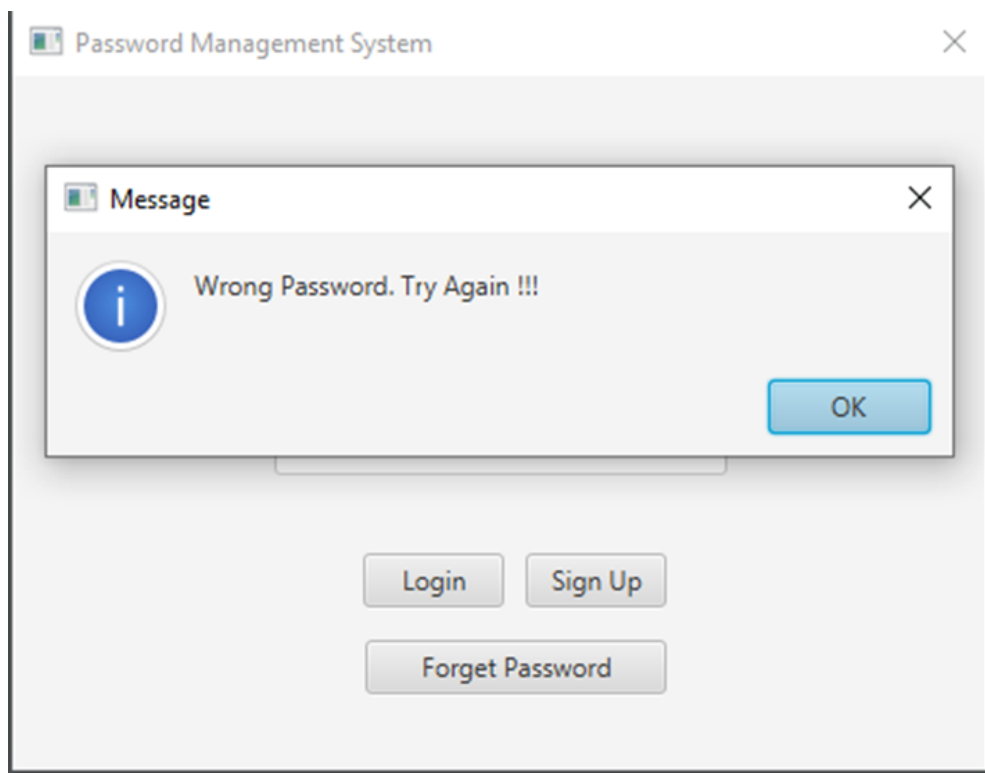 Password Management System
Message
Wrong Password. Try Again !!!
OK
Login
Sign Up
Forget Password